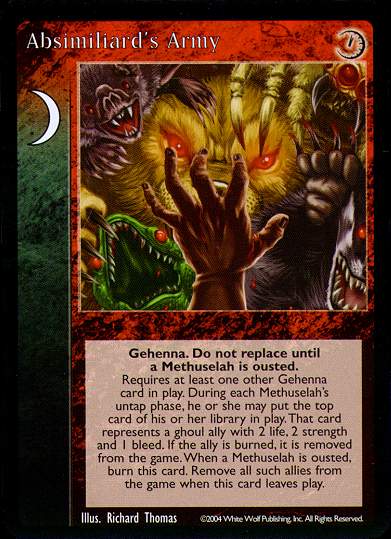 Absimiliard's Army
Gehenna. Do not replace until
a Methuselah is ousted.
Requires at least one other Gehenna
card in play. During each Methuselah's
untap phase, he or she may put the top
card of his or her library in play. That card
represents a ghoul ally with 2 life, 2 strength
and 1 bleed. If the ally is burned, it is removed
from the game. When a Methuselah is ousted,
burn this card. Remove all such allies from
the game when this card leaves play.
Illus. Richard Thomas
©2004 White Wolf Publishing, Inc. All Rights Reserved.